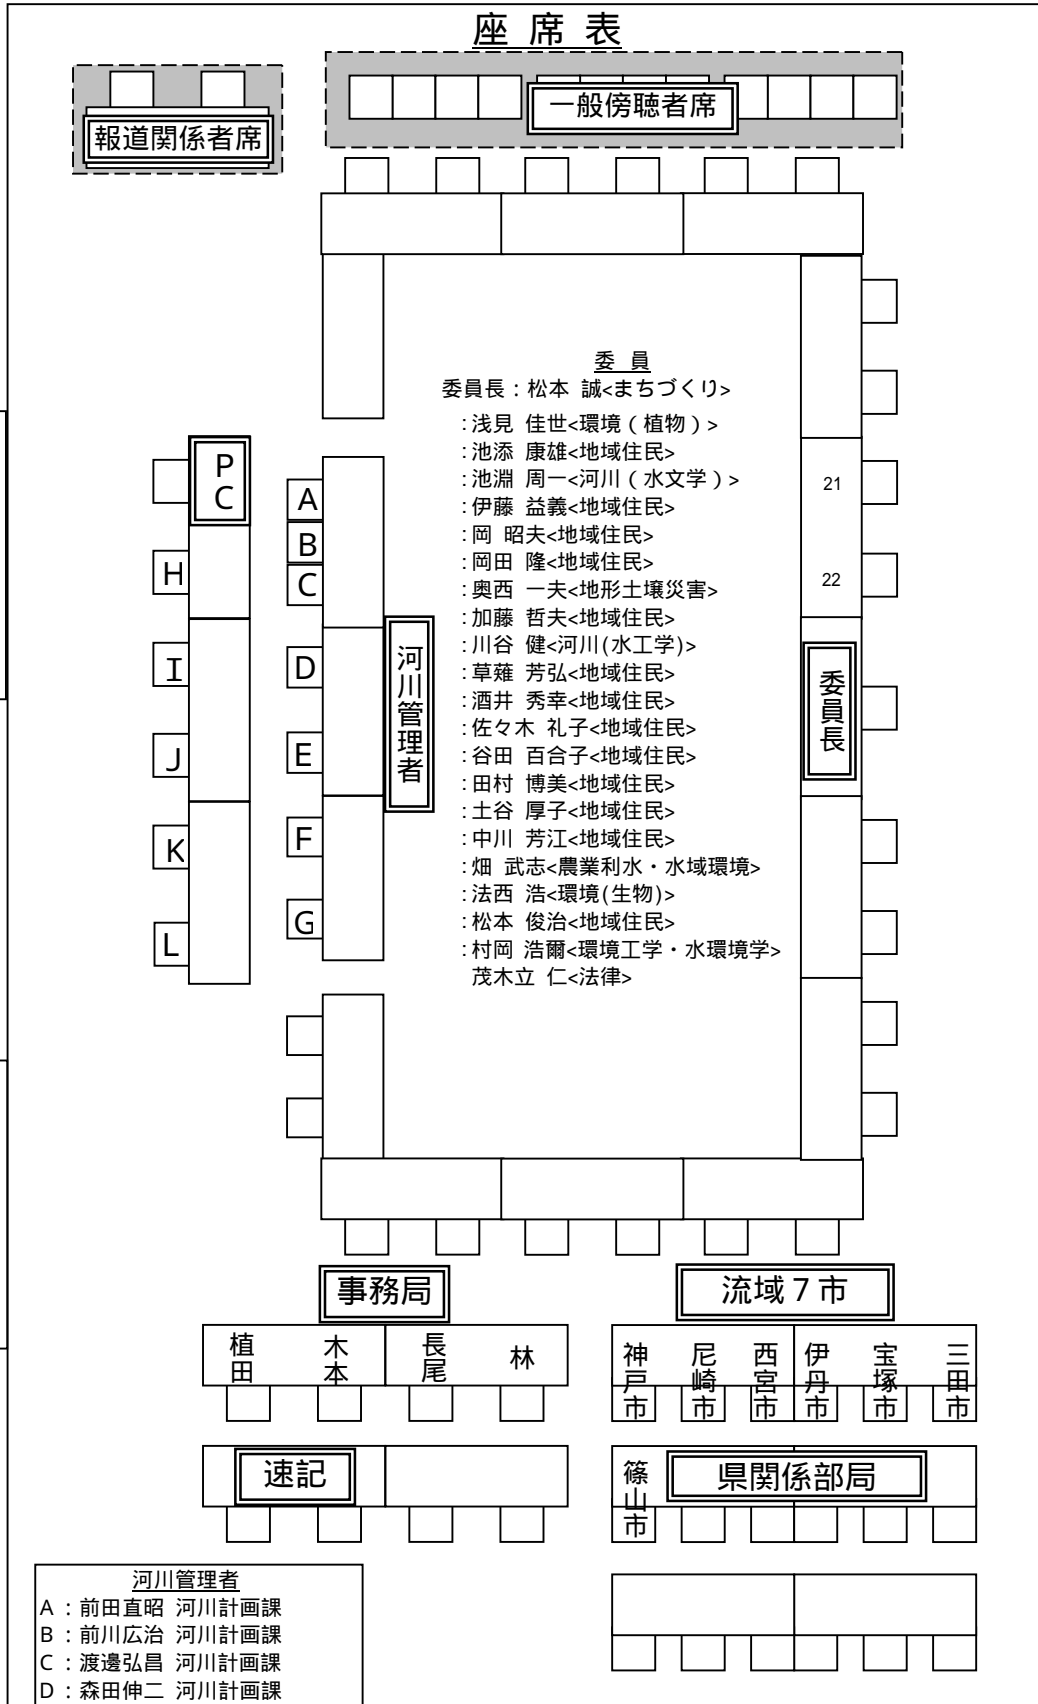 座 席 表
報道関係者席
一般傍聴者席
委 員
委員長：松本 誠<まちづくり>
：浅見 佳世<環境（植物）>
：池添 康雄<地域住民>
：池淵 周一<河川（水文学）>
：伊藤 益義<地域住民>
：岡 昭夫<地域住民>
：岡田 隆<地域住民>
：奥西 一夫<地形土壌災害>
：加藤 哲夫<地域住民>
：川谷 健<河川(水工学)>
：草薙 芳弘<地域住民>
：酒井 秀幸<地域住民>
：佐々木 礼子<地域住民>
：谷田 百合子<地域住民>
：田村 博美<地域住民>
：土谷 厚子<地域住民>
：中川 芳江<地域住民>
：畑 武志<農業利水・水域環境>
：法西 浩<環境(生物)>
：松本 俊治<地域住民>
：村岡 浩爾<環境工学・水環境学>
茂木立 仁<法律>
21
22
委員長
PC
H
I
J
K
L
A
B
C
D
E
F
G
河川管理者
事務局
植田
木本
長尾
林
速記
流域７市
神戸市
尼崎市
西宮市
伊丹市
宝塚市
三田市
篠山市
県関係部局
河川管理者
A ：前田直昭 河川計画課
B ：前川広治 河川計画課
C ：渡邊弘昌 河川計画課
D ：森田伸二 河川計画課